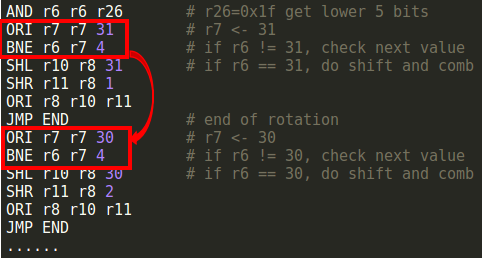 AND r6 r6 r26 # r26=0x1f get lower 5 bits
ORI r7 r7 31 # r7 <- 31
BNE r6 r7 4 # if r6 != 31, check next value
SHL r10 r8 31 # if r6 == 31, do shift and comb
SHR r11 r8 1
ORI r8 r10 r11
JMP END # end of rotation
ORI r7 r7 30 # r7 <- 30
BNE r6 r7 4 # if r6 != 30, check next value
SHL r10 r8 30 # if r6 == 30, do shift and comb
SHR r11 r8 2
ORI r8 r10 r11
JMP END
......